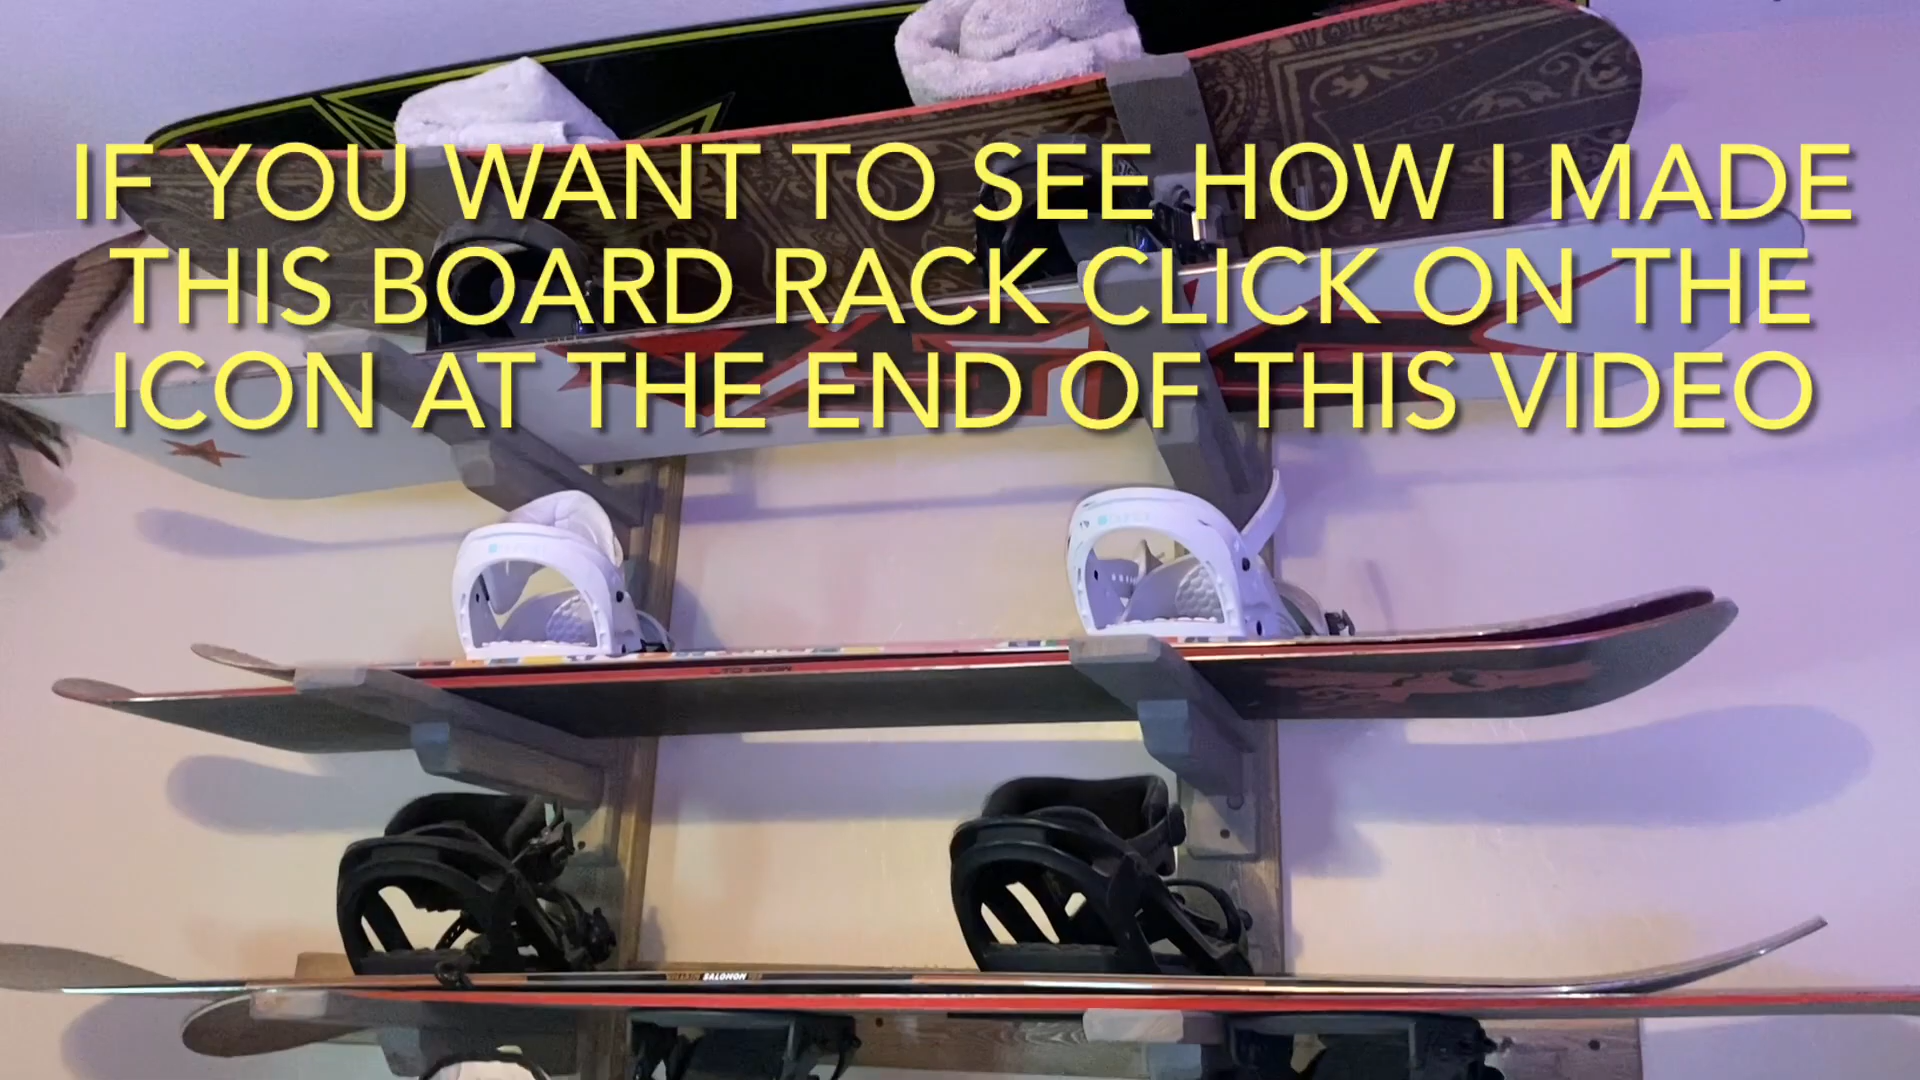 IF YOU WANT TO SEE HOW I MADE
THIS BOARD RACK CLICK ON THE
ICON AT THE END OF THIS VIDEO
SALOMON